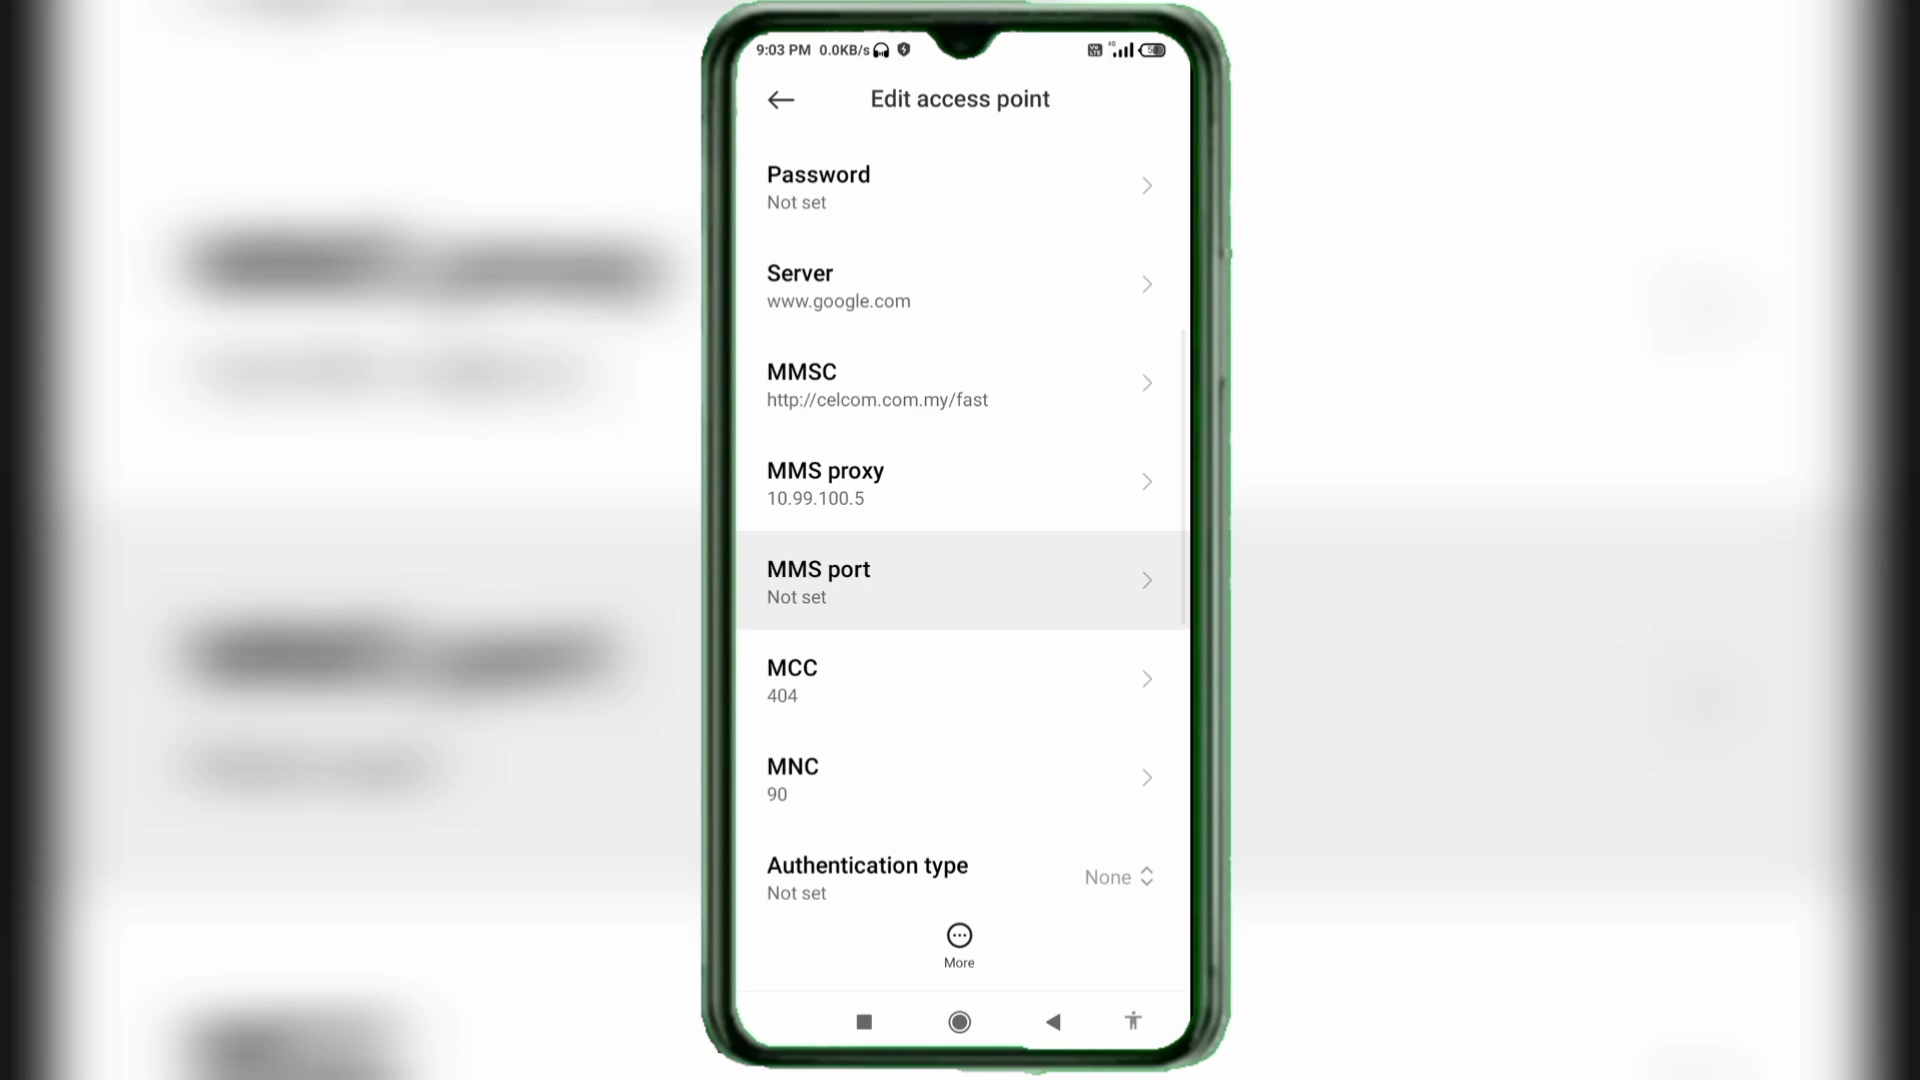 9:03 PM 0.0KB/s
Edit access point
Password
Not set
Server
www.google.com
MMSC
http://celcom.com.my/fast
MMS proxy
10.99.100.5
MMS port
Not set
MCC
404
MNC
90
Authentication type
Not set
None
More